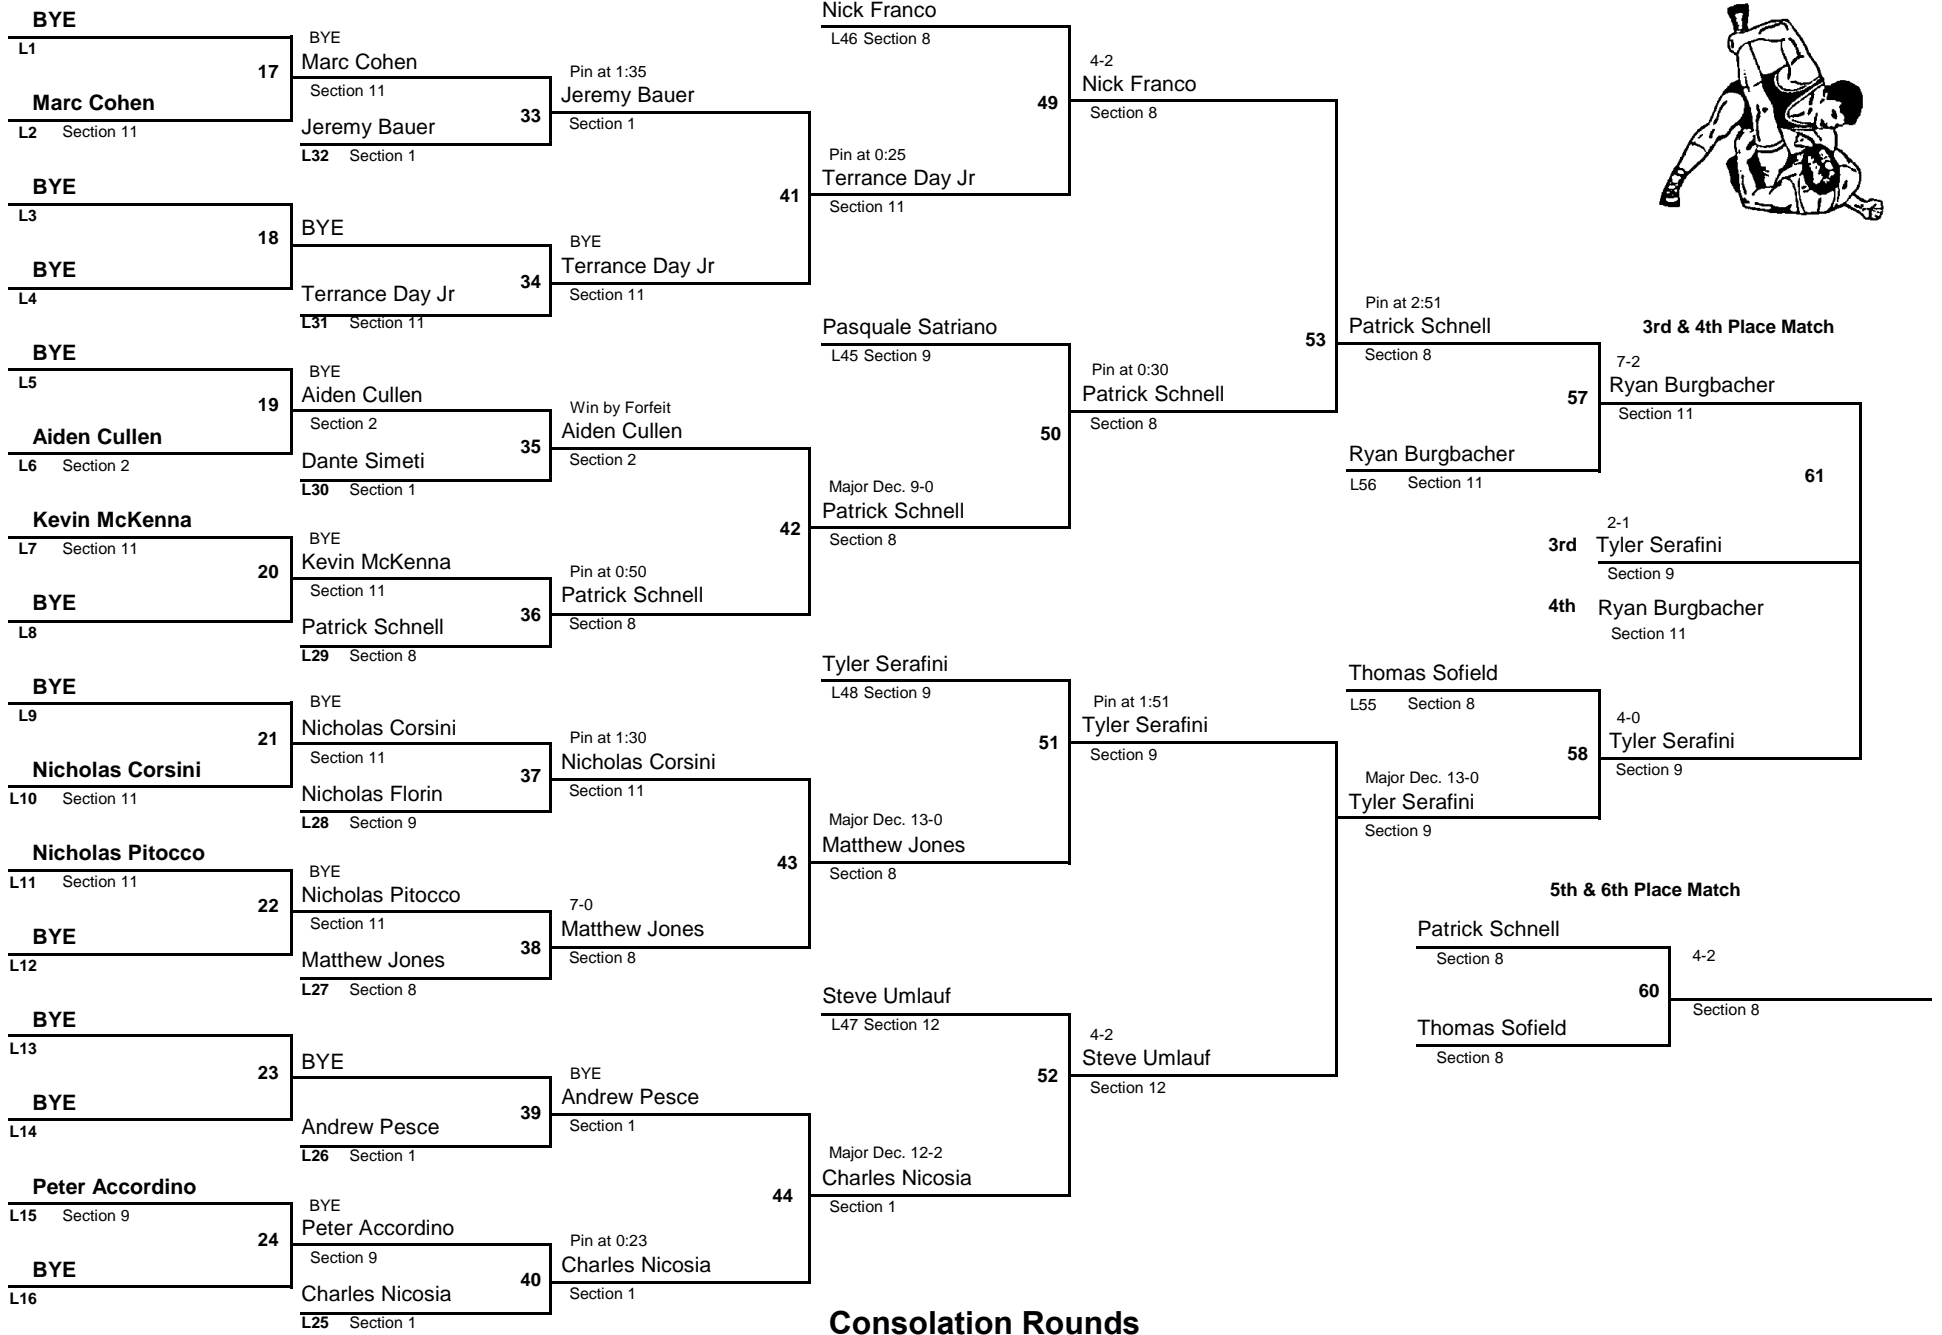 BYE
L1
17
Marc Cohen
L2 Section 11
BYE
L3
18
BYE
L4
BYE
L5
19
Aiden Cullen
L6 Section 2
Kevin McKenna
L7 Section 11
20
BYE
L8
BYE
L9
21
Nicholas Corsini
L10 Section 11
Nicholas Pitocco
L11 Section 11
22
BYE
L12
BYE
L13
23
BYE
L14
Peter Accordino
L15 Section 9
24
BYE
L16
BYE
Marc Cohen
Section 11
33
Jeremy Bauer
L32 Section 1
BYE
34
Terrance Day Jr
L31 Section 11
BYE
Aiden Cullen
Section 2
35
Dante Simeti
L30 Section 1
BYE
Kevin McKenna
Section 11
36
Patrick Schnell
L29 Section 8
BYE
Nicholas Corsini
Section 11
37
Nicholas Florin
L28 Section 9
BYE
Nicholas Pitocco
Section 11
38
Matthew Jones
L27 Section 8
BYE
39
Andrew Pesce
L26 Section 1
BYE
Peter Accordino
Section 9
40
Charles Nicosia
L25 Section 1
Pin at 1:35
Jeremy Bauer
Section 1
41
BYE
Terrance Day Jr
Section 11
Win by Forfeit
Aiden Cullen
Section 2
42
Pin at 0:50
Patrick Schnell
Section 8
Pin at 1:30
Nicholas Corsini
Section 11
43
7-0
Matthew Jones
Section 8
BYE
Andrew Pesce
Section 1
44
Pin at 0:23
Charles Nicosia
Section 1
Nick Franco
L46 Section 8
49
Pin at 0:25
Terrance Day Jr
Section 11
Pasquale Satriano
L45 Section 9
50
Major Dec. 9-0
Patrick Schnell
Section 8
Tyler Serafini
L48 Section 9
51
Major Dec. 13-0
Matthew Jones
Section 8
Steve Umlauf
L47 Section 12
52
Major Dec. 12-2
Charles Nicosia
Section 1
4-2
Nick Franco
Section 8
53
Pin at 0:30
Patrick Schnell
Section 8
Pin at 1:51
Tyler Serafini
Section 9
4-2
Steve Umlauf
Section 12
Pin at 2:51
Patrick Schnell
Section 8
57
Ryan Burgbacher
L56 Section 11
Thomas Sofield
L55 Section 8
58
Major Dec. 13-0
Tyler Serafini
Section 9
3rd & 4th Place Match
7-2
Ryan Burgbacher
Section 11
61
2-1
3rd Tyler Serafini
Section 9
4th Ryan Burgbacher
Section 11
4-0
Tyler Serafini
Section 9
5th & 6th Place Match
Patrick Schnell
Section 8
60
Thomas Sofield
Section 8
4-2
Section 8
Consolation Rounds